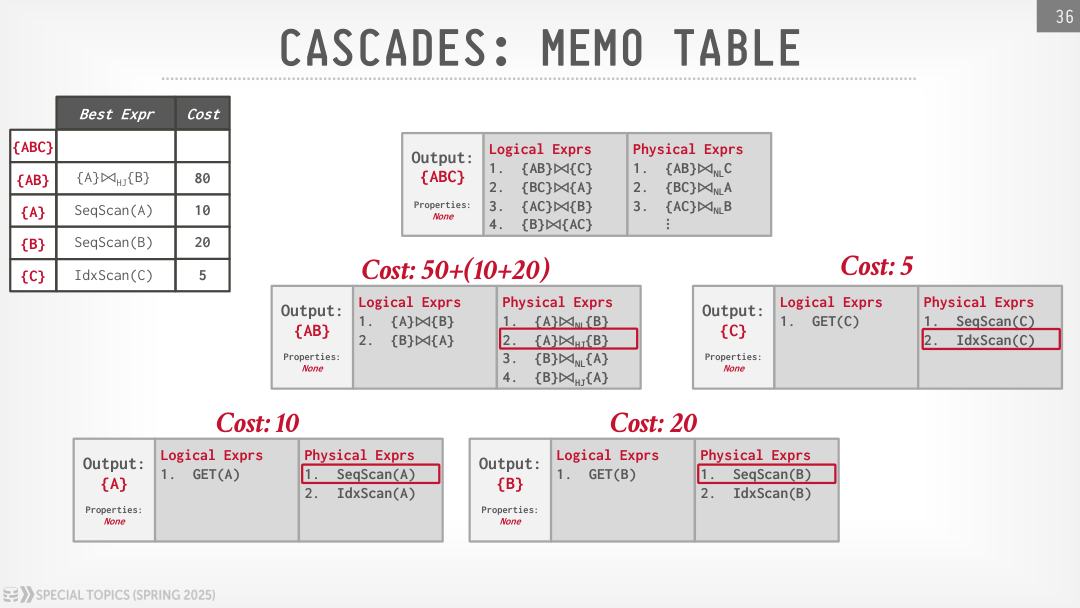 36
CASCADES: MEMO TABLE
Best Expr Cost
{ABC}
{AB} {A}⋈HJ{B} 80
{A} SeqScan(A) 10
{B} SeqScan(B) 20
{C} IdxScan(C) 5
Output:
{ABC}
Properties:
None
Logical Exprs
1. {AB}⋈{C}
2. {BC}⋈{A}
3. {AC}⋈{B}
4. {B}⋈{AC}
Physical Exprs
1. {AB}⋈NLC
2. {BC}⋈NLA
3. {AC}⋈NLB
⋮
Cost: 50+(10+20)
Output:
{AB}
Properties:
None
Logical Exprs
1. {A}⋈{B}
2. {B}⋈{A}
Physical Exprs
1. {A}⋈NL{B}
2. {A}⋈HJ{B}
3. {B}⋈NL{A}
4. {B}⋈HJ{A}
Cost: 5
Output:
{C}
Properties:
None
Logical Exprs
1. GET(C)
Physical Exprs
1. SeqScan(C)
2. IdxScan(C)
Cost: 10
Output:
{A}
Properties:
None
Logical Exprs
1. GET(A)
Physical Exprs
1. SeqScan(A)
2. IdxScan(A)
Cost: 20
Output:
{B}
Properties:
None
Logical Exprs
1. GET(B)
Physical Exprs
1. SeqScan(B)
2. IdxScan(B)
SPECIAL TOPICS (SPRING 2025)